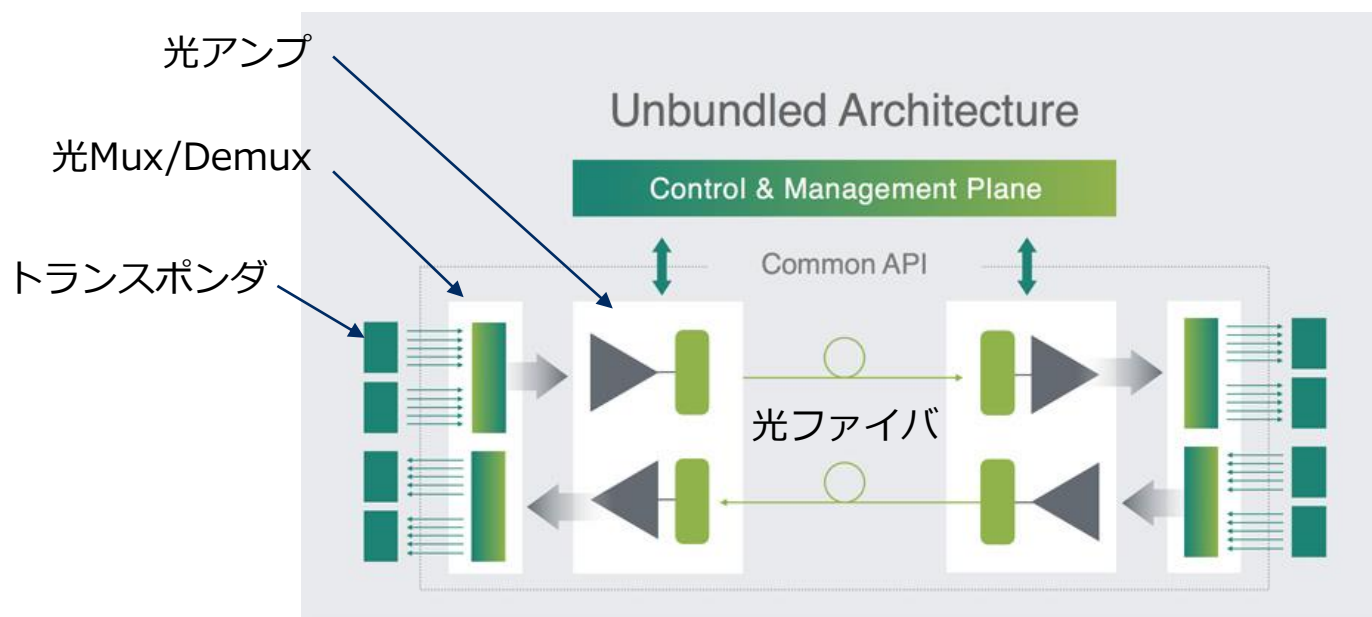 光アンプ
Unbundled Architecture
光Mux/Demux
Control & Management Plane
トランスポンダ
Common API
光ファイバ